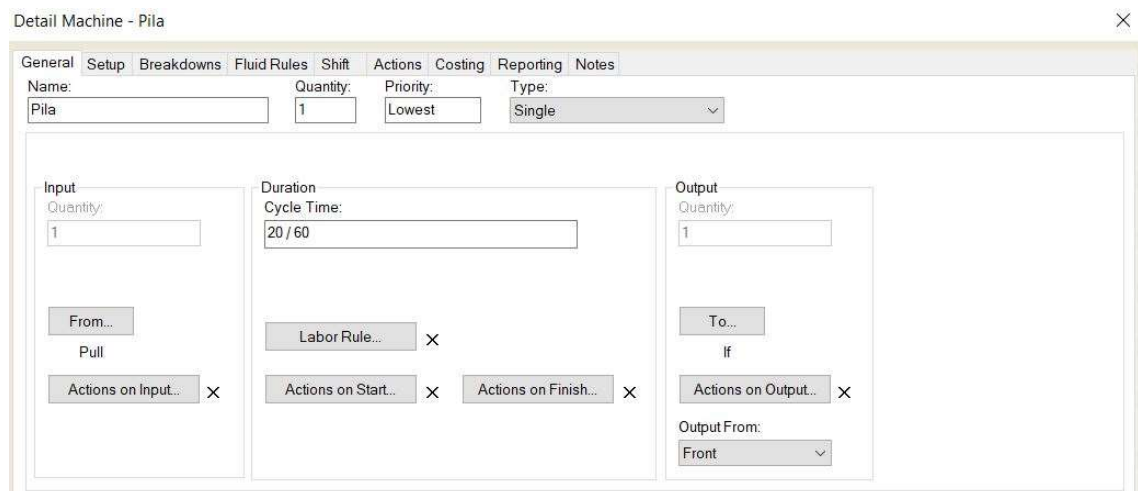 Detail Machine - Pila
General Setup Breakdowns Fluid Rules Shift Actions Costing Reporting Notes
Name: Quantity: Priority: Type:
Pila 1 Lowest Single
Input Duration Output
Quantity: Cycle Time: Quantity:
1 20 / 60 1
From... To...
Labor Rule...
Pull If
Actions on Input... Actions on Start... Actions on Finish... Actions on Output...
Output From:
Front